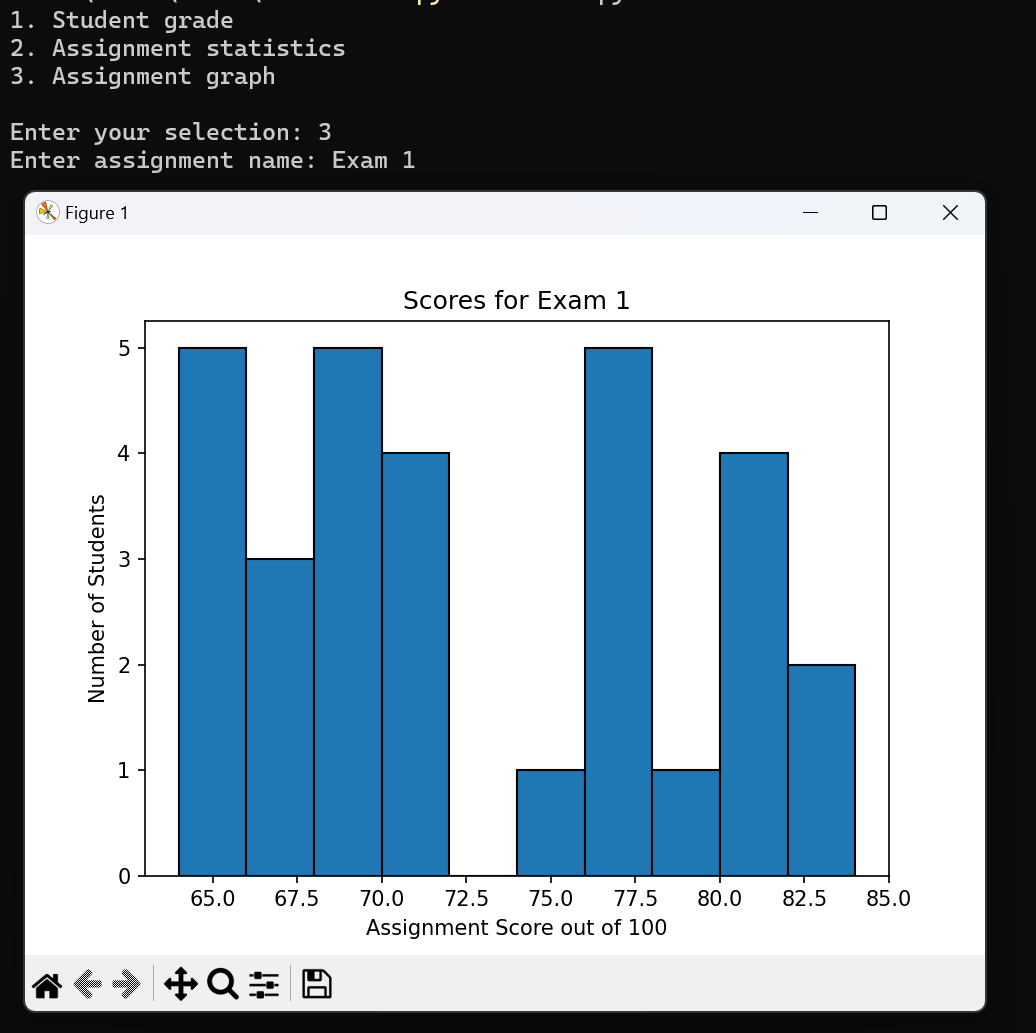 1. Student grade
2. Assignment statistics
3. Assignment graph
Enter your selection: 3
Enter assignment name: Exam 1
Figure 1
Scores for Exam 1
5
4
3
2
1
0
Number of Students
65.0 67.5 70.0 72.5 75.0 77.5 80.0 82.5 85.0
Assignment Score out of 100